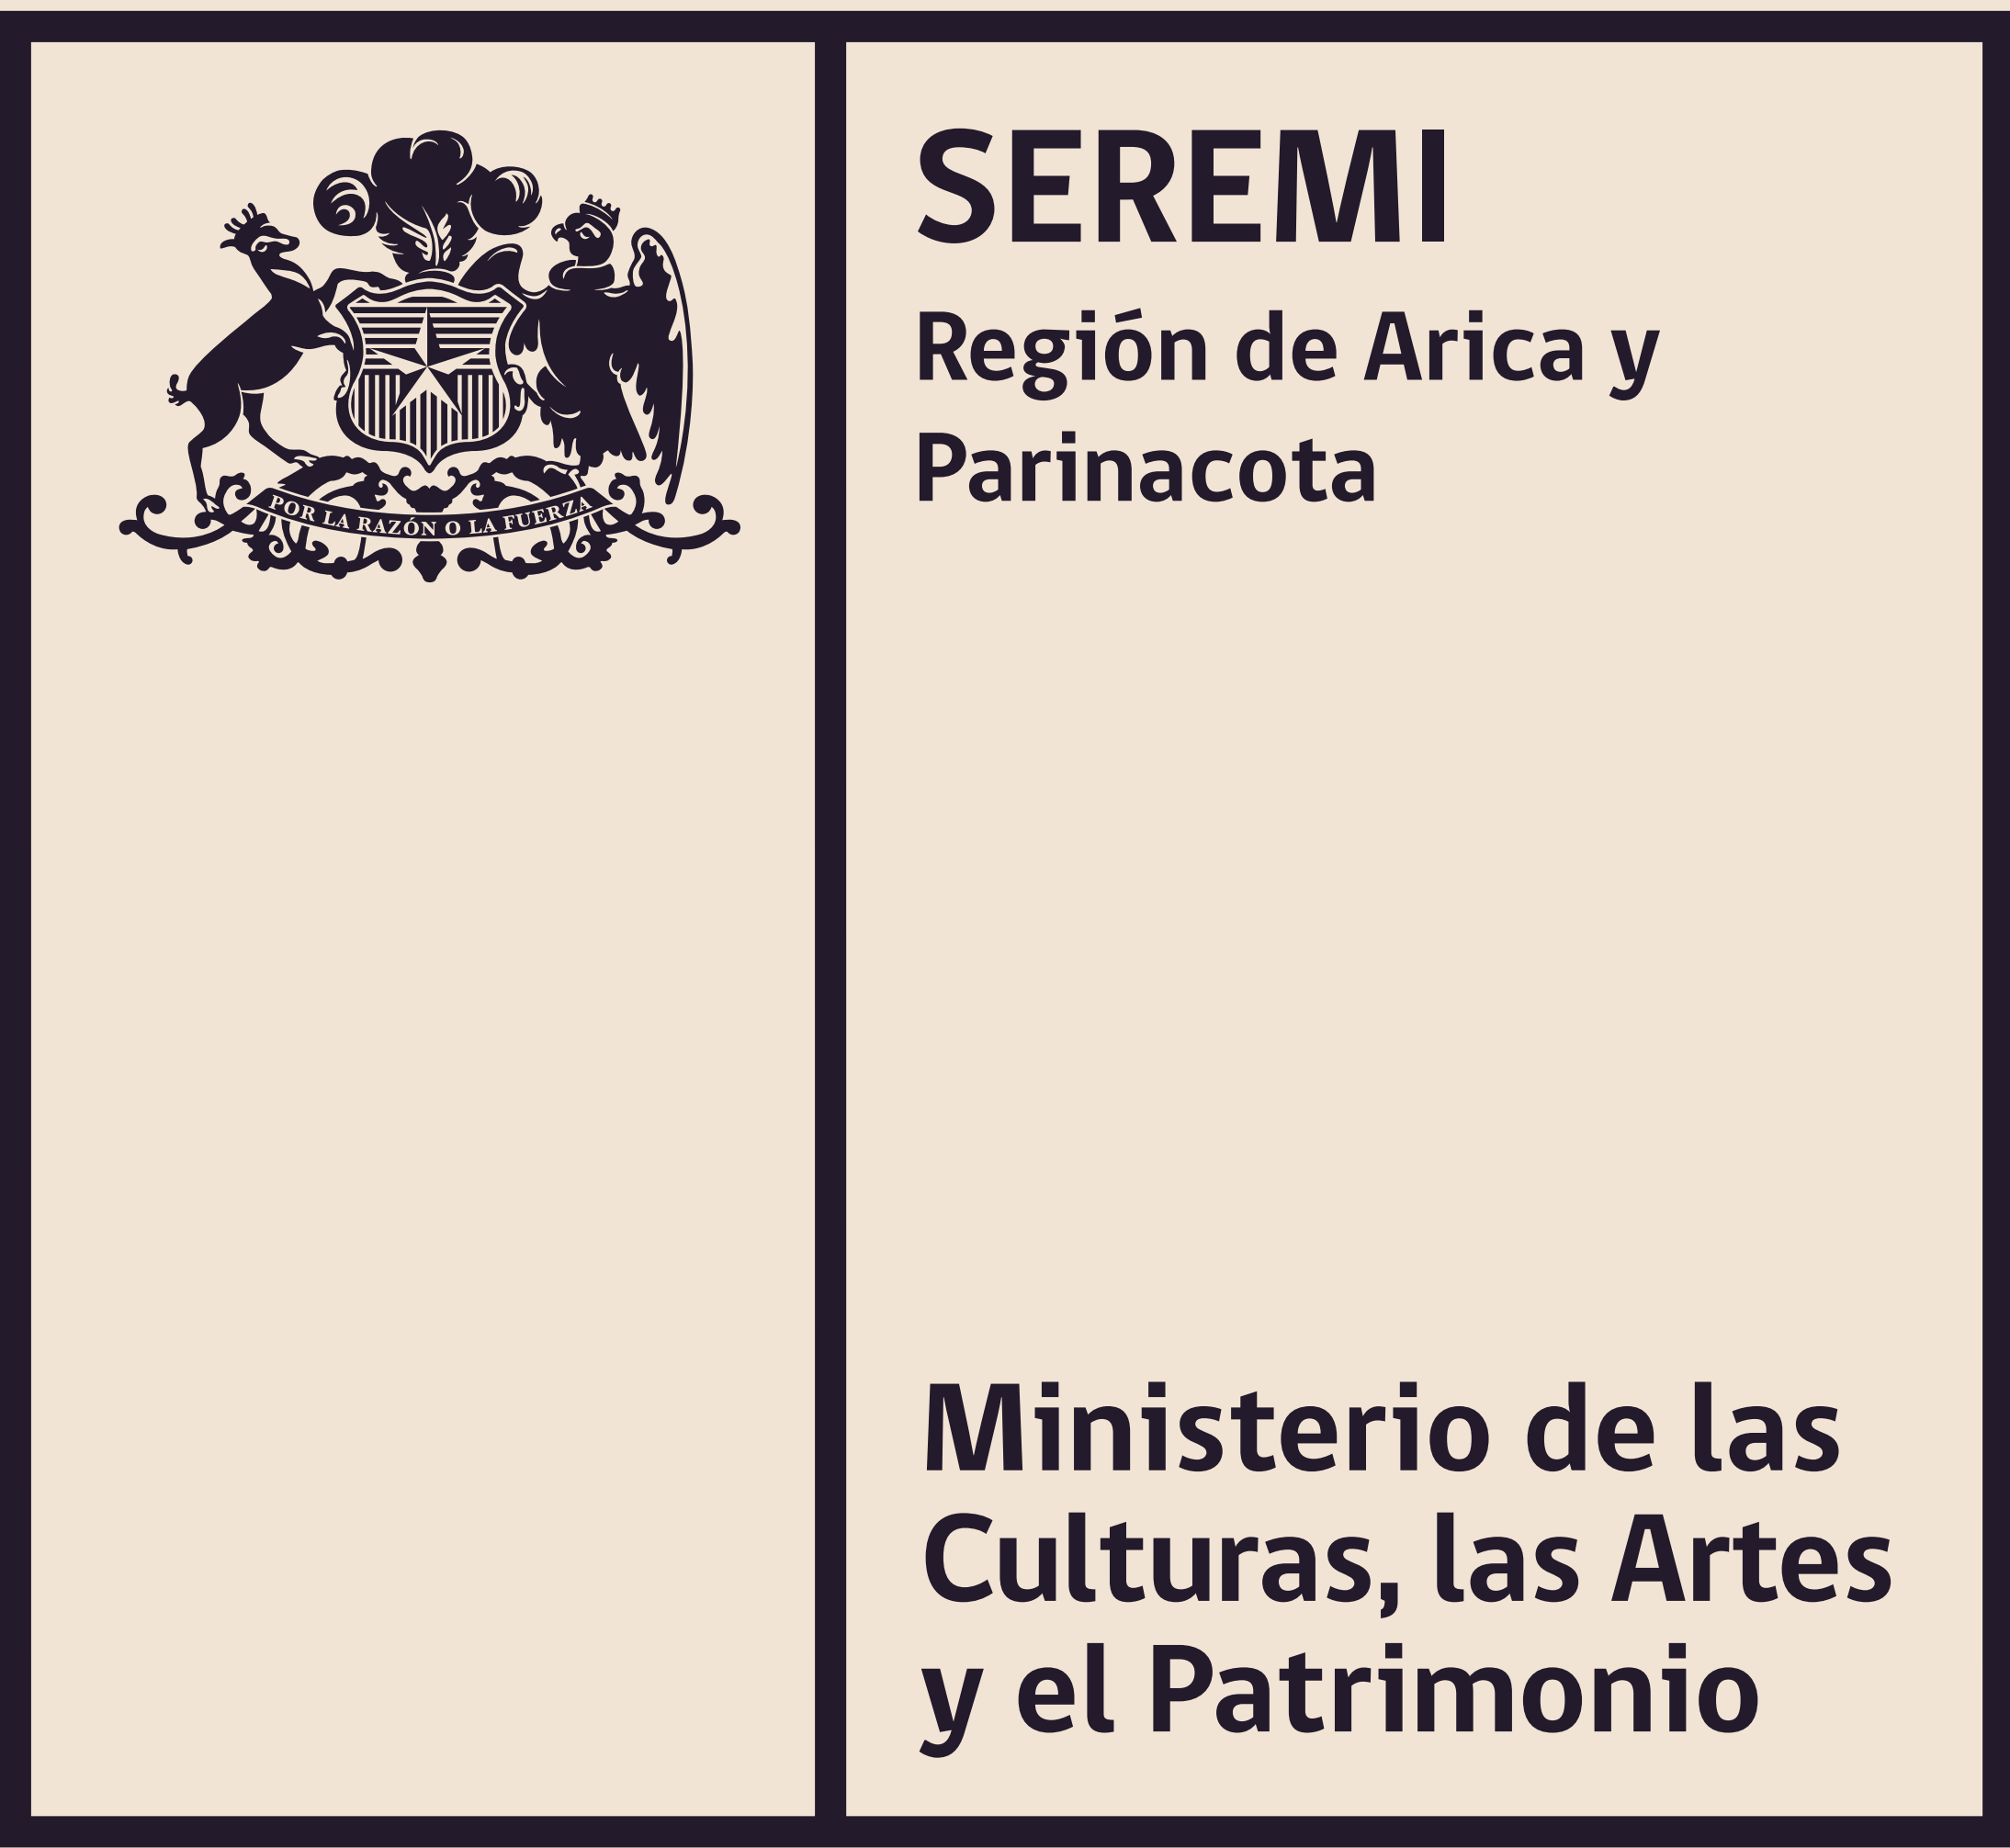 POR LA RAZÓN O LA FUERZA
SEREMI
Región de Arica y
Parinacota
Ministerio de las
Culturas, las Artes
y el Patrimonio